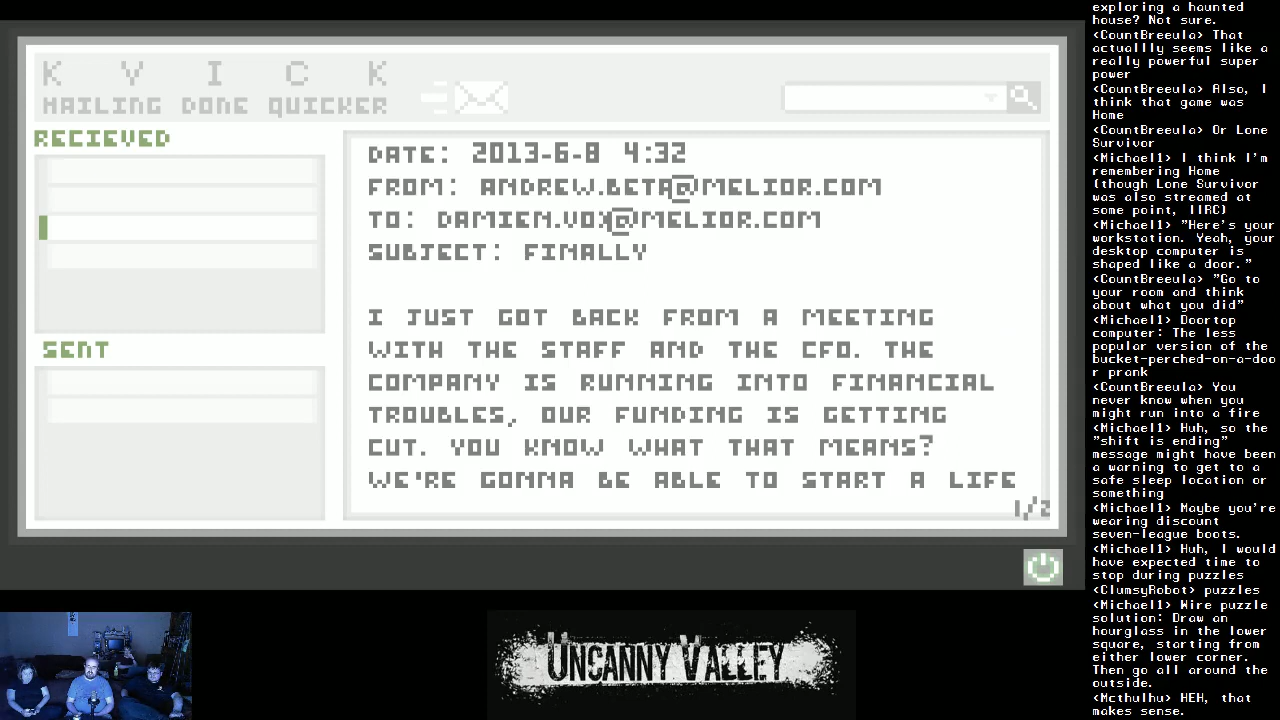 K V I C K
MAILING DONE QUICKER
RECIEVED
SENT
DATE: 2013-6-8 4:32
FROM: ANDREW.BETA@MELIOR.COM
TO: DAMIEN.VOX@MELIOR.COM
SUBJECT: FINALLY
I JUST GOT BACK FROM A MEETING
WITH THE STAFF AND THE CFO. THE
COMPANY IS RUNNING INTO FINANCIAL
TROUBLES, OUR FUNDING IS GETTING
CUT. YOU KNOW WHAT THAT MEANS?
WE'RE GONNA BE ABLE TO START A LIFE
1/2
UNCANNY VALLEY
exploring a haunted
house? Not sure.
<CountBreeula> That
actuallly seems like a
really powerful super
power
<CountBreeula> Also, I
think that game was
Home
<CountBreeula> Or Lone
Survivor
<Michael1> I think I'm
remembering Home
(though Lone Survivor
was also streamed at
some point, IIRC)
<Michael1> "Here's your
workstation. Yeah, your
desktop computer is
shaped like a door."
<CountBreeula> "Go to
your room and think
about what you did"
<Michael1> Doortop
computer: The less
popular version of the
bucket-perched-on-a-doo
r prank
<CountBreeula> You
never know when you
might run into a fire
<Michael1> Huh, so the
"shift is ending"
message might have been
a warning to get to a
safe sleep location or
something
<Michael1> Maybe you're
wearing discount
seven-league boots.
<Michael1> Huh, I would
have expected time to
stop during puzzles
<ClumsyRobot> puzzles
<Michael1> Wire puzzle
solution: Draw an
hourglass in the lower
square, starting from
either lower corner.
Then go all around the
outside.
<Mcthulhu> HEH, that
makes sense.